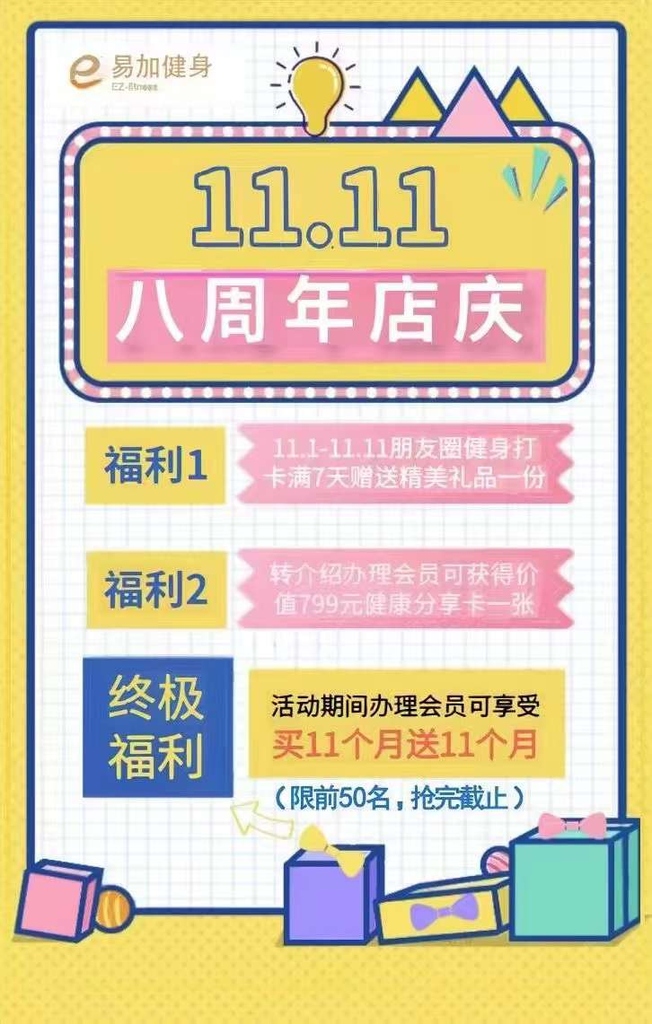 易加健身
EZ-fitness
11.11
八周年店庆
福利1
11.1-11.11朋友圈健身打
卡满7天赠送精美礼品一份
福利2
转介绍办理会员可获得价
值799元健康分享卡一张
终极
福利
活动期间办理会员可享受
买11个月送11个月
（限前50名，抢完截止）